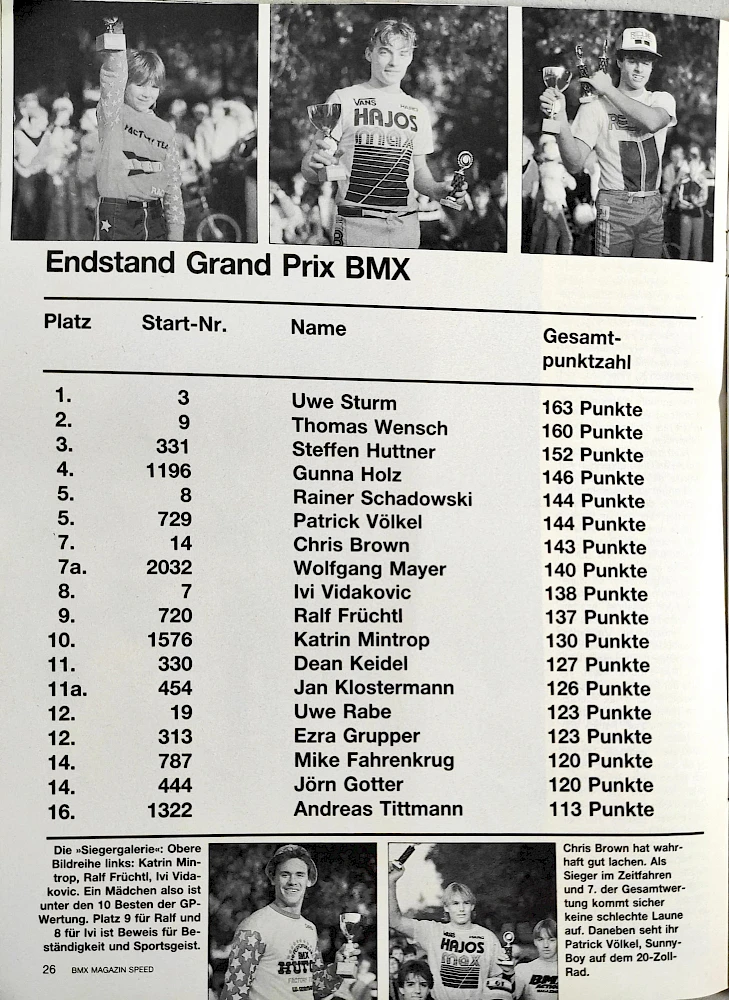 FACTORY TEA
RAC
VANS
HAJOS
max
Endstand Grand Prix BMX
Platz Start-Nr. Name Gesamt-
punktzahl
1. 3 Uwe Sturm 163 Punkte
2. 9 Thomas Wensch 160 Punkte
3. 331 Steffen Huttner 152 Punkte
4. 1196 Gunna Holz 146 Punkte
5. 8 Rainer Schadowski 144 Punkte
5. 729 Patrick Völkel 144 Punkte
7. 14 Chris Brown 143 Punkte
7a. 2032 Wolfgang Mayer 140 Punkte
8. 7 Ivi Vidakovic 138 Punkte
9. 720 Ralf Früchtl 137 Punkte
10. 1576 Katrin Mintrop 130 Punkte
11. 330 Dean Keidel 127 Punkte
11a. 454 Jan Klostermann 126 Punkte
12. 19 Uwe Rabe 123 Punkte
12. 313 Ezra Grupper 123 Punkte
14. 787 Mike Fahrenkrug 120 Punkte
14. 444 Jörn Gotter 120 Punkte
16. 1322 Andreas Tittmann 113 Punkte
Die »Siegergalerie«: Obere
Bildreihe links: Katrin Min-
trop, Ralf Früchtl, Ivi Vida-
kovic. Ein Mädchen also ist
unter den 10 Besten der GP-
Wertung. Platz 9 für Ralf und
8 für Ivi ist Beweis für Be-
ständigkeit und Sportsgeist.
BMX
HUTC
HAJOS
max
BMX
Chris Brown hat wahr-
haft gut lachen. Als
Sieger im Zeitfahren
und 7. der Gesamtwer-
tung kommt sicher
keine schlechte Laune
auf. Daneben seht ihr
Patrick Völkel, Sunny-
Boy auf dem 20-Zoll-
Rad.
26 BMX MAGAZIN SPEED